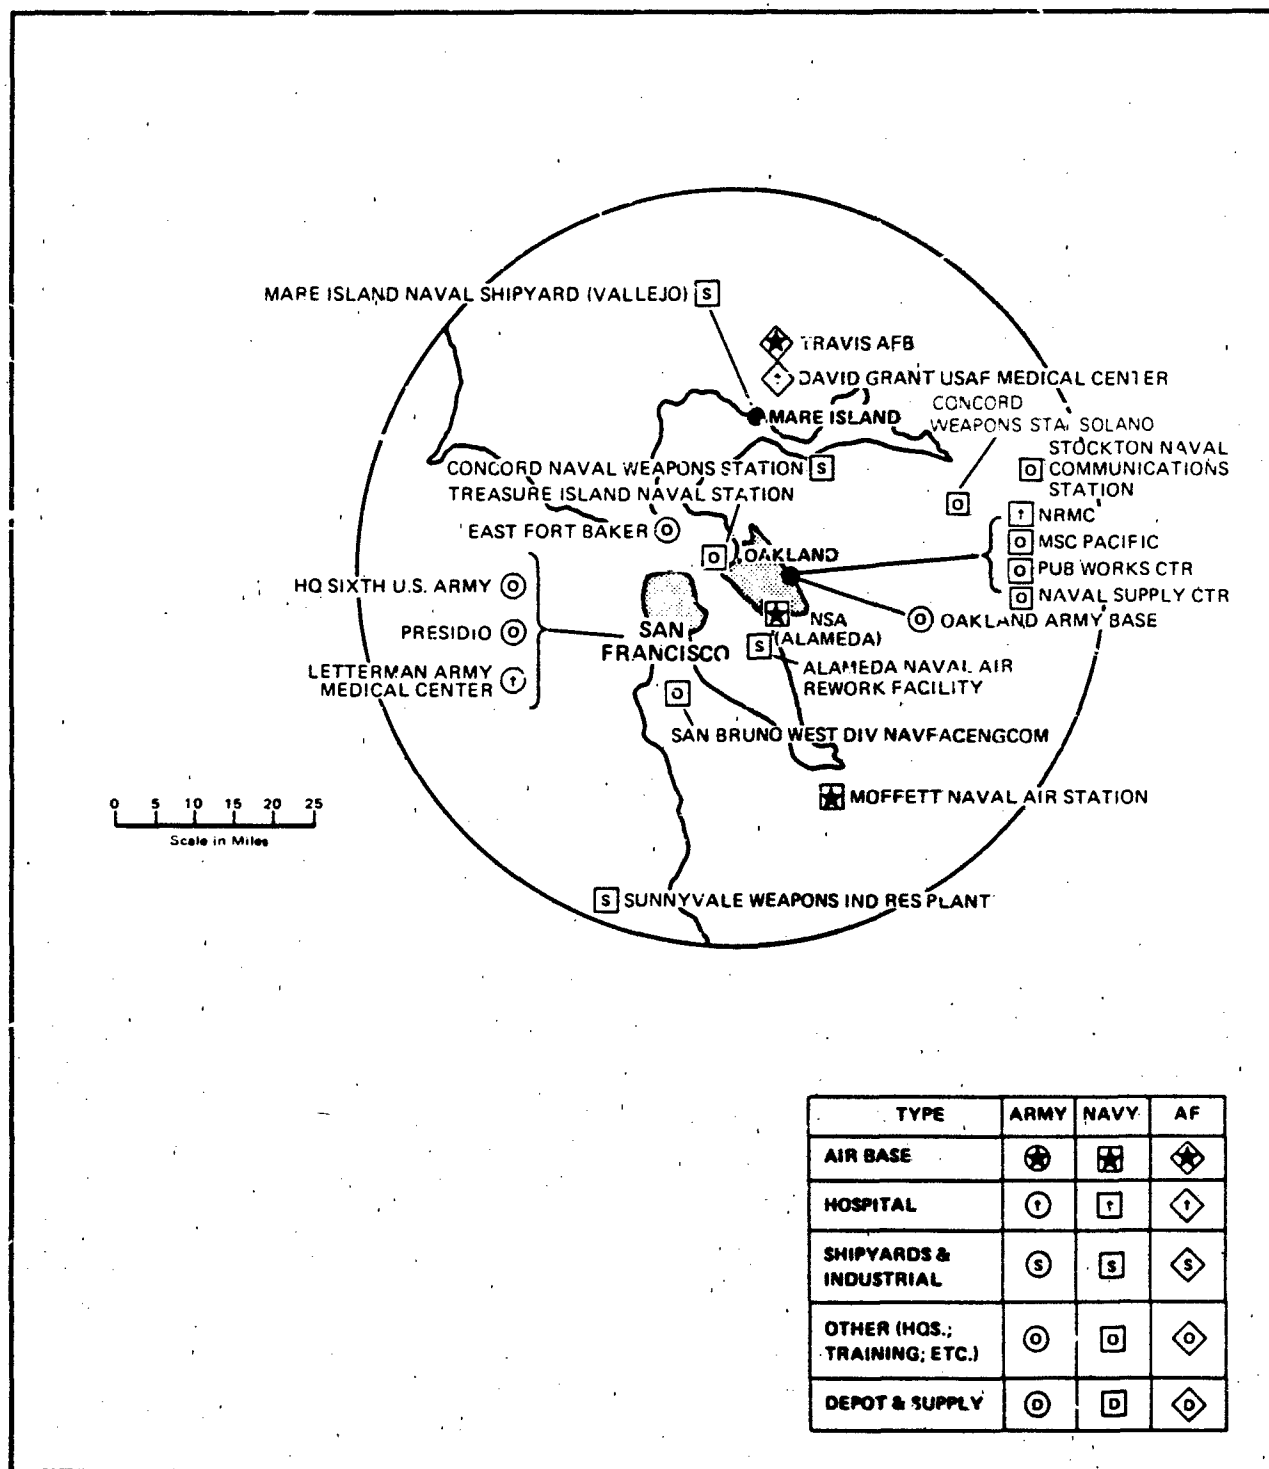 MARE ISLAND NAVAL SHIPYARD (VALLEJO) S
TRAVIS AFB
DAVID GRANT USAF MEDICAL CENTER
MARE ISLAND
CONCORD
WEAPONS STA SOLANO
CONCORD NAVAL WEAPONS STATION S
O STOCKTON NAVAL
COMMUNICATIONS
STATION
TREASURE ISLAND NAVAL STATION
O
EAST FORT BAKER O
O OAKLAND
NRMC
O MSC PACIFIC
O PUB WORKS CTR
O NAVAL SUPPLY CTR
O OAKLAND ARMY BASE
HQ SIXTH U.S. ARMY O
PRESIDIO O
LETTERMAN ARMY
MEDICAL CENTER
SAN
FRANCISCO
NSA
(ALAMEDA)
S
ALAMEDA NAVAL AIR
REWORK FACILITY
O
SAN BRUNO WEST DIV NAVFACENGCOM
MOFFETT NAVAL AIR STATION
0 5 10 15 20 25
Scale in Miles
S SUNNYVALE WEAPONS IND RES PLANT
TYPE ARMY NAVY AF
AIR BASE
HOSPITAL
SHIPYARDS &
INDUSTRIAL S S S
OTHER (HQS.;
TRAINING; ETC.) O O O
DEPOT & SUPPLY D D D